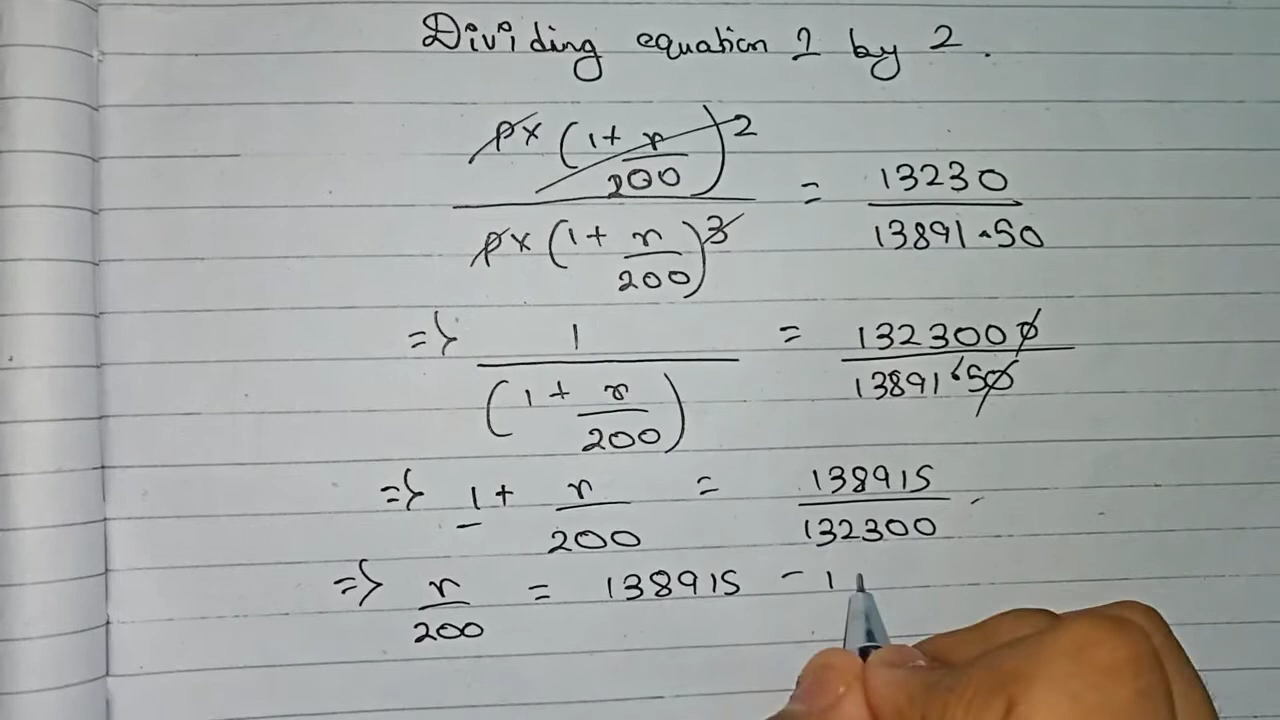 Dividing equation 1 by 2.
p × (1 + r/200)^2 / p × (1 + r/200)^3 = 13230 / 13891.50
=> 1 / (1 + r/200) = 1323000 / 13891.50
=> 1 + r/200 = 138915 / 132300
=> r/200 = 138915 - 1